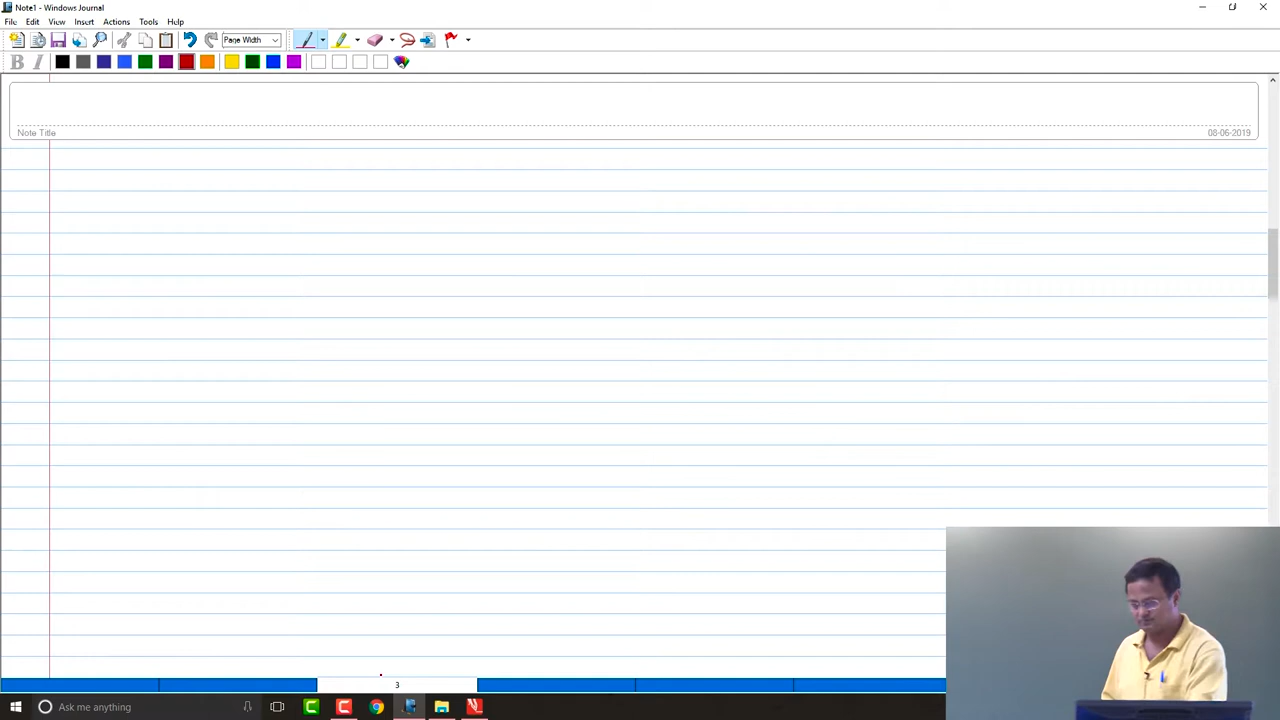 Note1 - Windows Journal
File Edit View Insert Actions Tools Help
Page Width
B I
Note Title
08-06-2019
3
Ask me anything